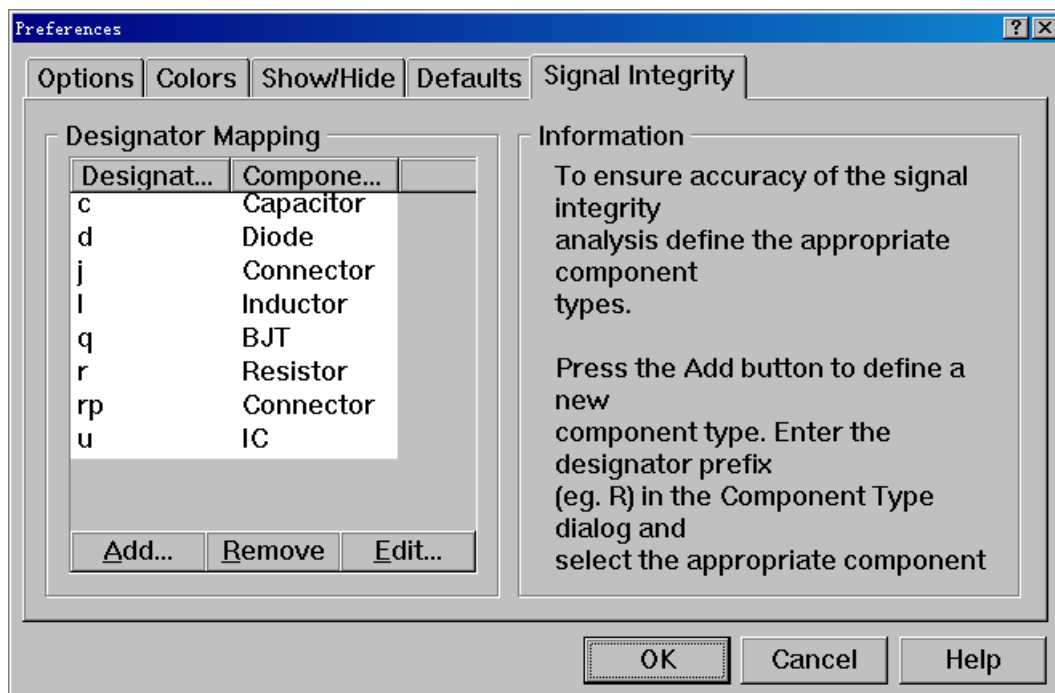 Preferences
Options Colors Show/Hide Defaults Signal Integrity
Designator Mapping
Designat... Compone...
c Capacitor
d Diode
j Connector
l Inductor
q BJT
r Resistor
rp Connector
u IC
Add... Remove Edit...
Information
To ensure accuracy of the signal
integrity
analysis define the appropriate
component
types.
Press the Add button to define a
new
component type. Enter the
designator prefix
(eg. R) in the Component Type
dialog and
select the appropriate component
OK Cancel Help